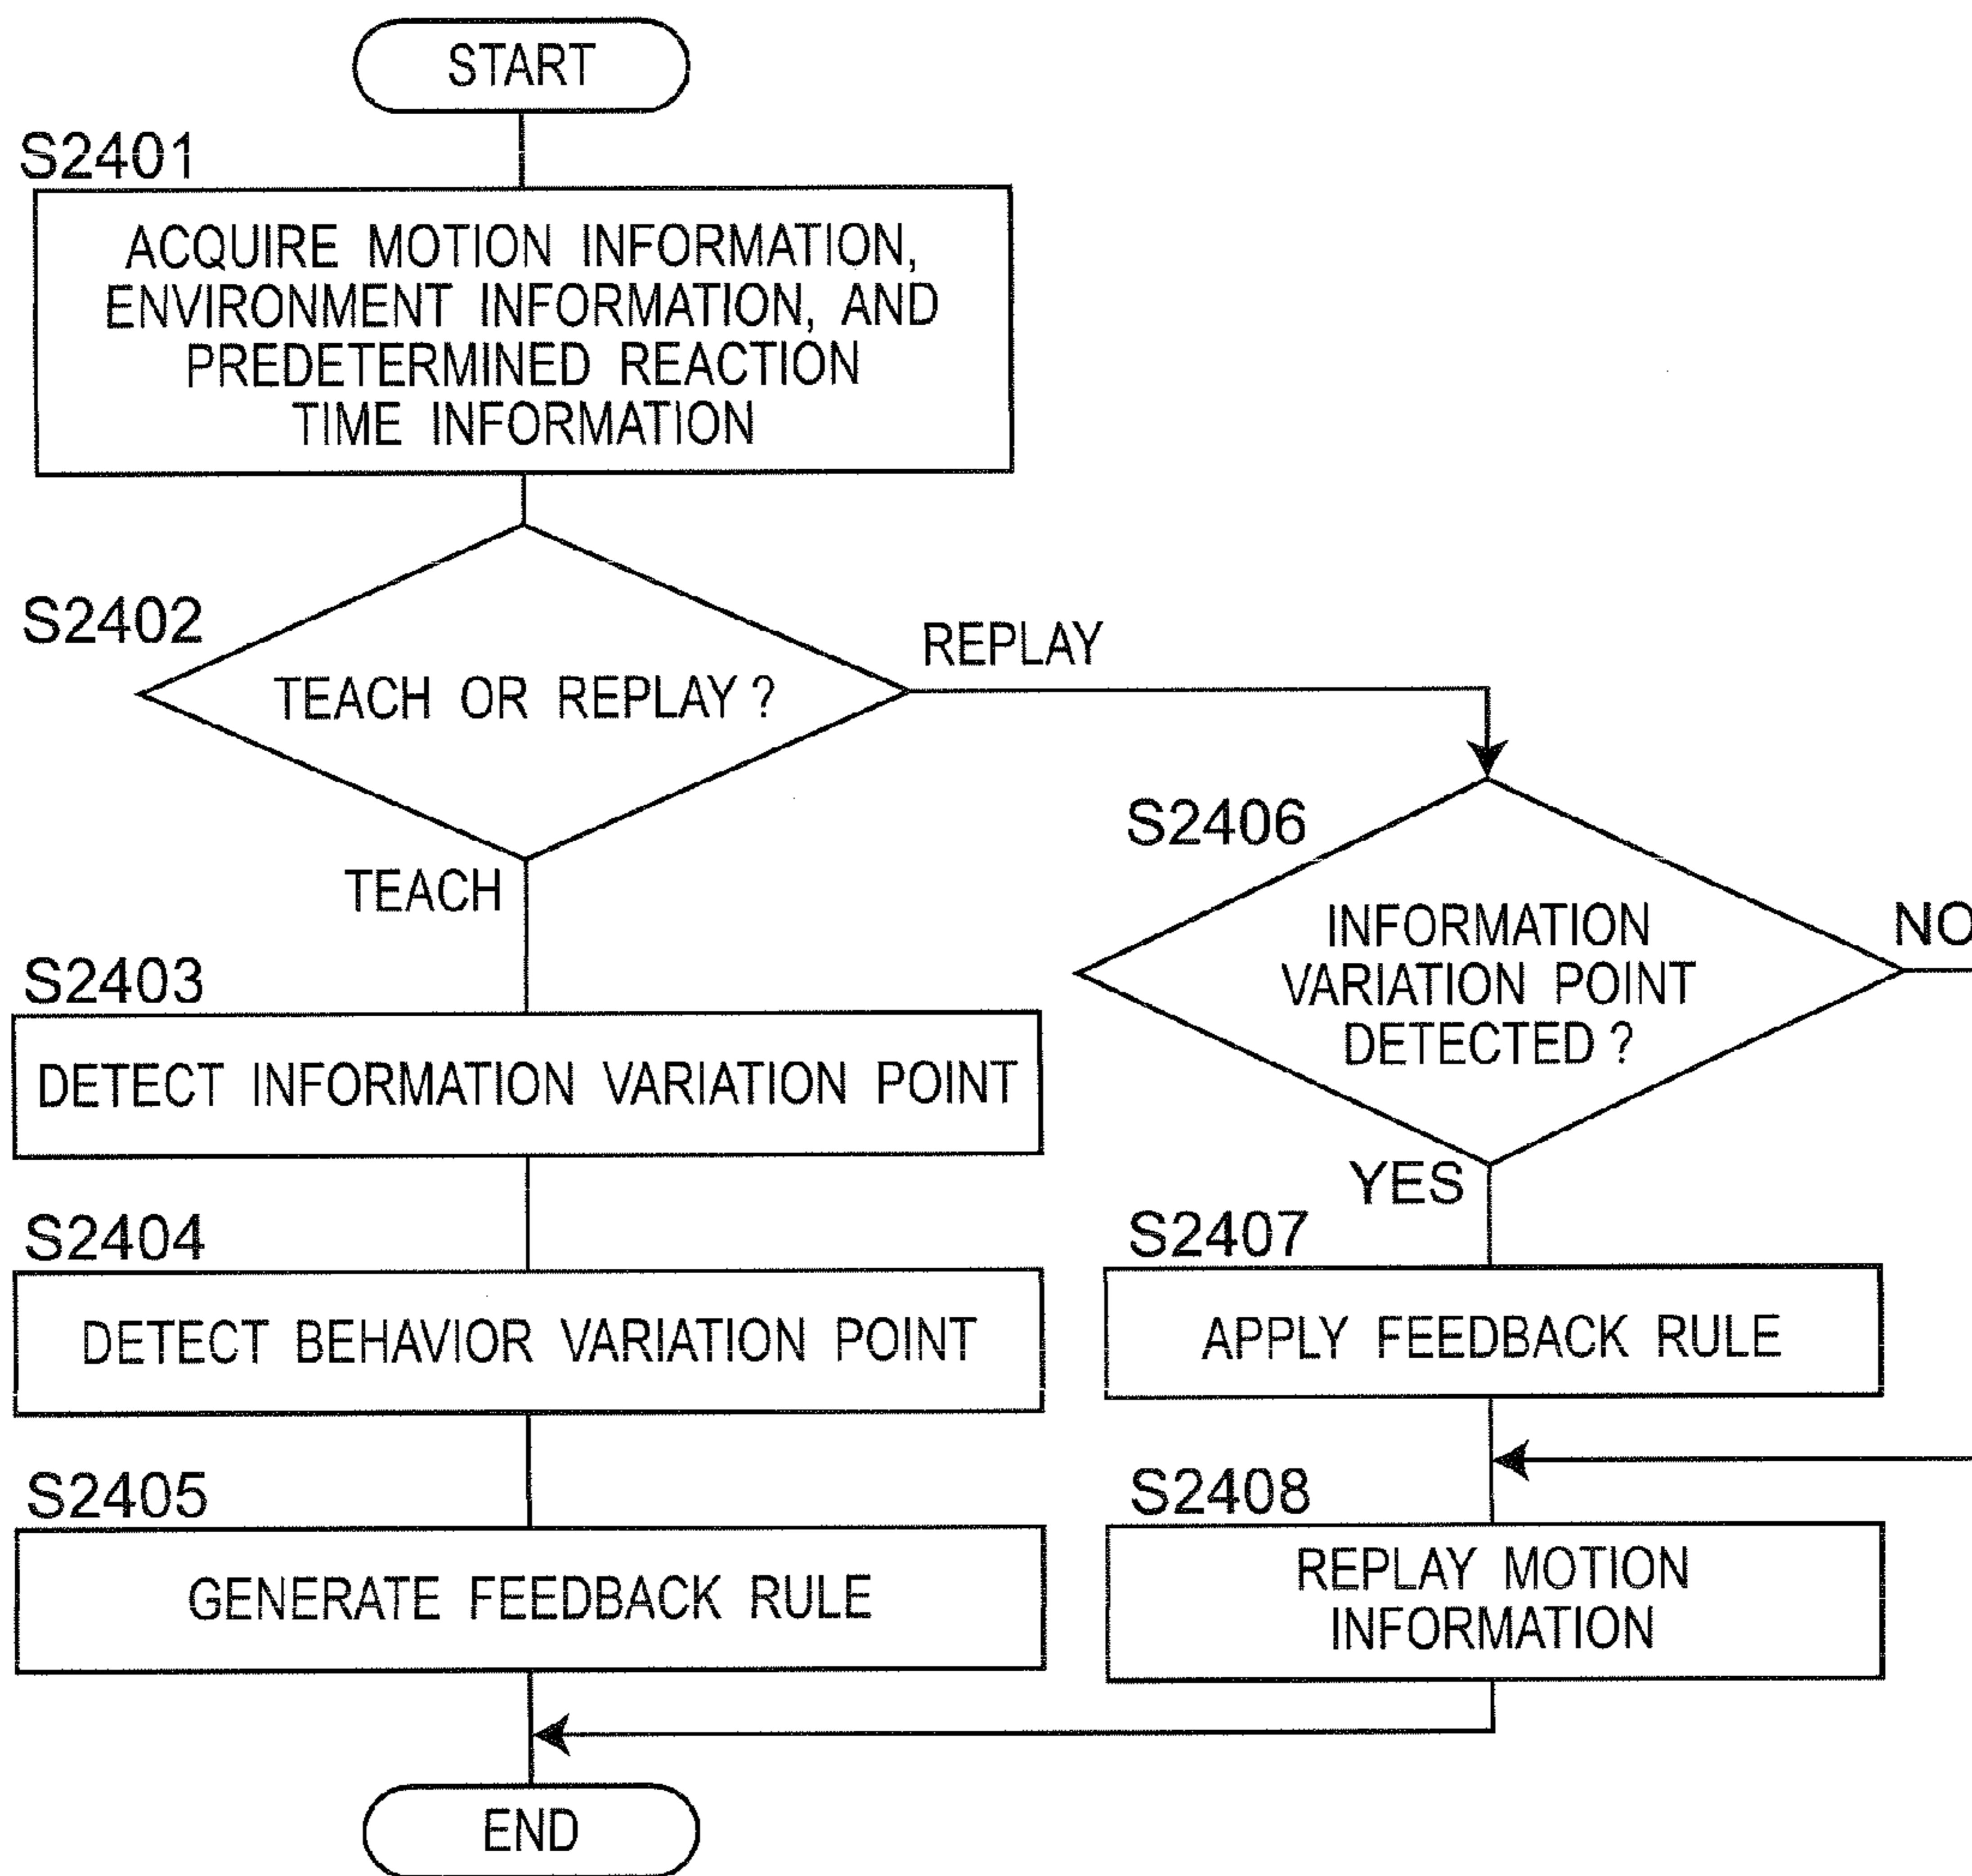 START
S2401
ACQUIRE MOTION INFORMATION,
ENVIRONMENT INFORMATION, AND
PREDETERMINED REACTION
TIME INFORMATION
S2402
TEACH OR REPLAY ?
REPLAY
TEACH
S2403
DETECT INFORMATION VARIATION POINT
S2404
DETECT BEHAVIOR VARIATION POINT
S2405
GENERATE FEEDBACK RULE
S2406
INFORMATION
VARIATION POINT
DETECTED ?
NO
YES
S2407
APPLY FEEDBACK RULE
S2408
REPLAY MOTION
INFORMATION
END